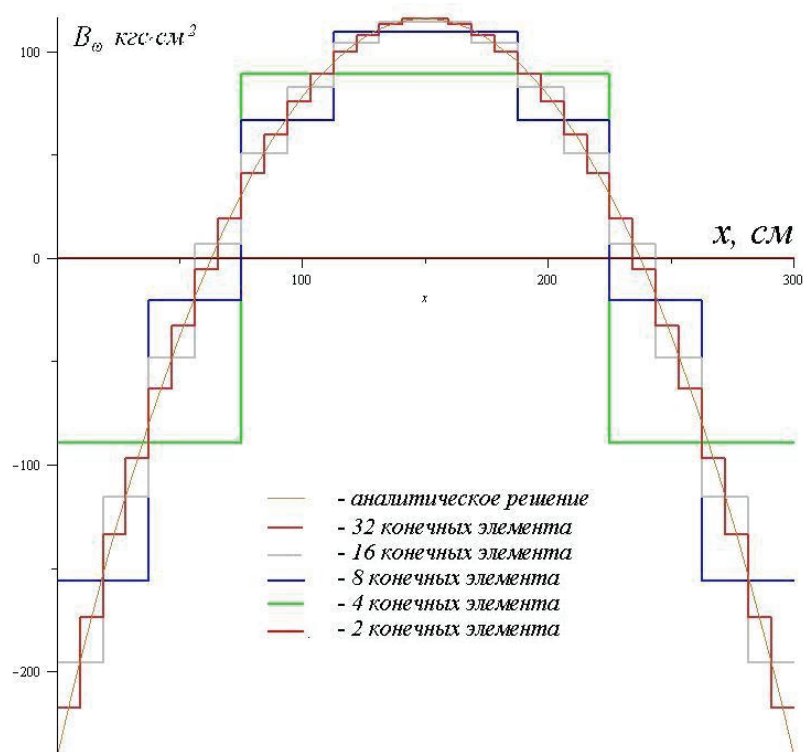 B_ω кгс·см²
100
x, см
0
100
200
300
x
-100
- аналитическое решение
- 32 конечных элемента
- 16 конечных элемента
- 8 конечных элемента
- 4 конечных элемента
- 2 конечных элемента
-200